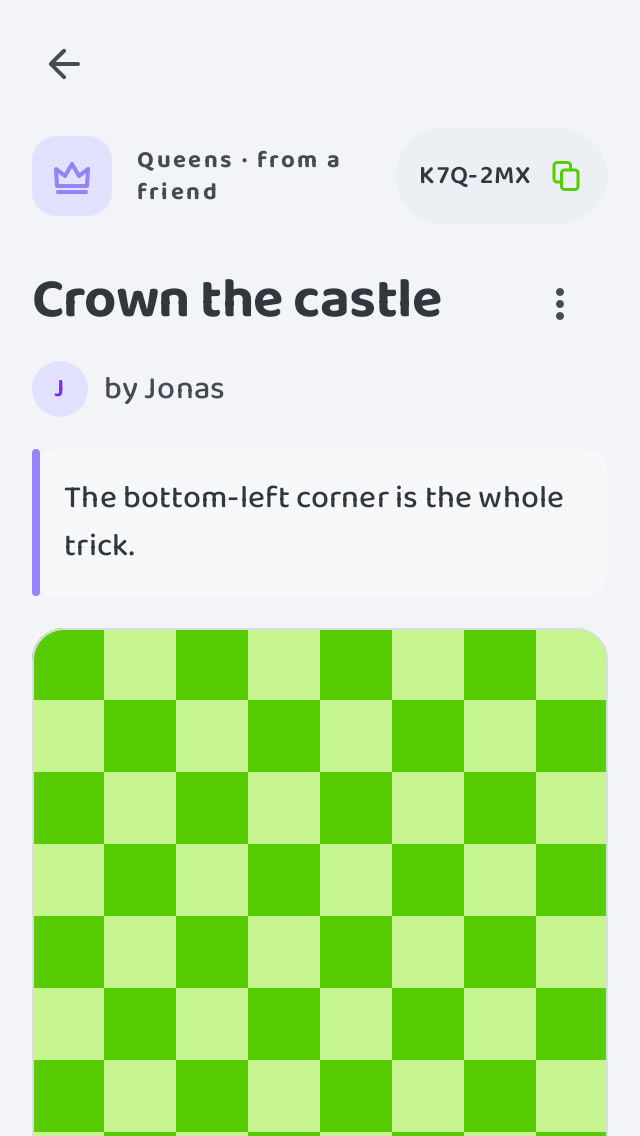 Queens · from a
friend
K7Q-2MX
Crown the castle
J
by Jonas
The bottom-left corner is the whole
trick.